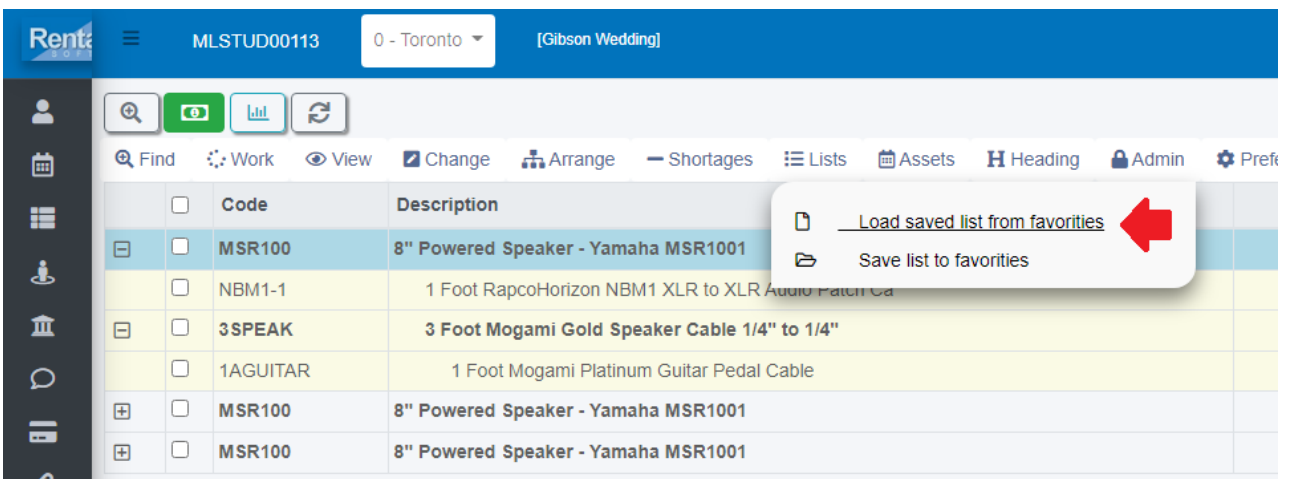 Renta MLSTUD00113 0 - Toronto [Gibson Wedding]
SOFT
Find Work View Change Arrange Shortages Lists Assets H Heading Admin Prefe
Code Description
Load saved list from favorities
MSR100 8" Powered Speaker - Yamaha MSR1001
Save list to favorities
NBM1-1 1 Foot RapcoHorizon NBM1 XLR to XLR Audio Patch Ca
3SPEAK 3 Foot Mogami Gold Speaker Cable 1/4" to 1/4"
1AGUITAR 1 Foot Mogami Platinum Guitar Pedal Cable
MSR100 8" Powered Speaker - Yamaha MSR1001
MSR100 8" Powered Speaker - Yamaha MSR1001